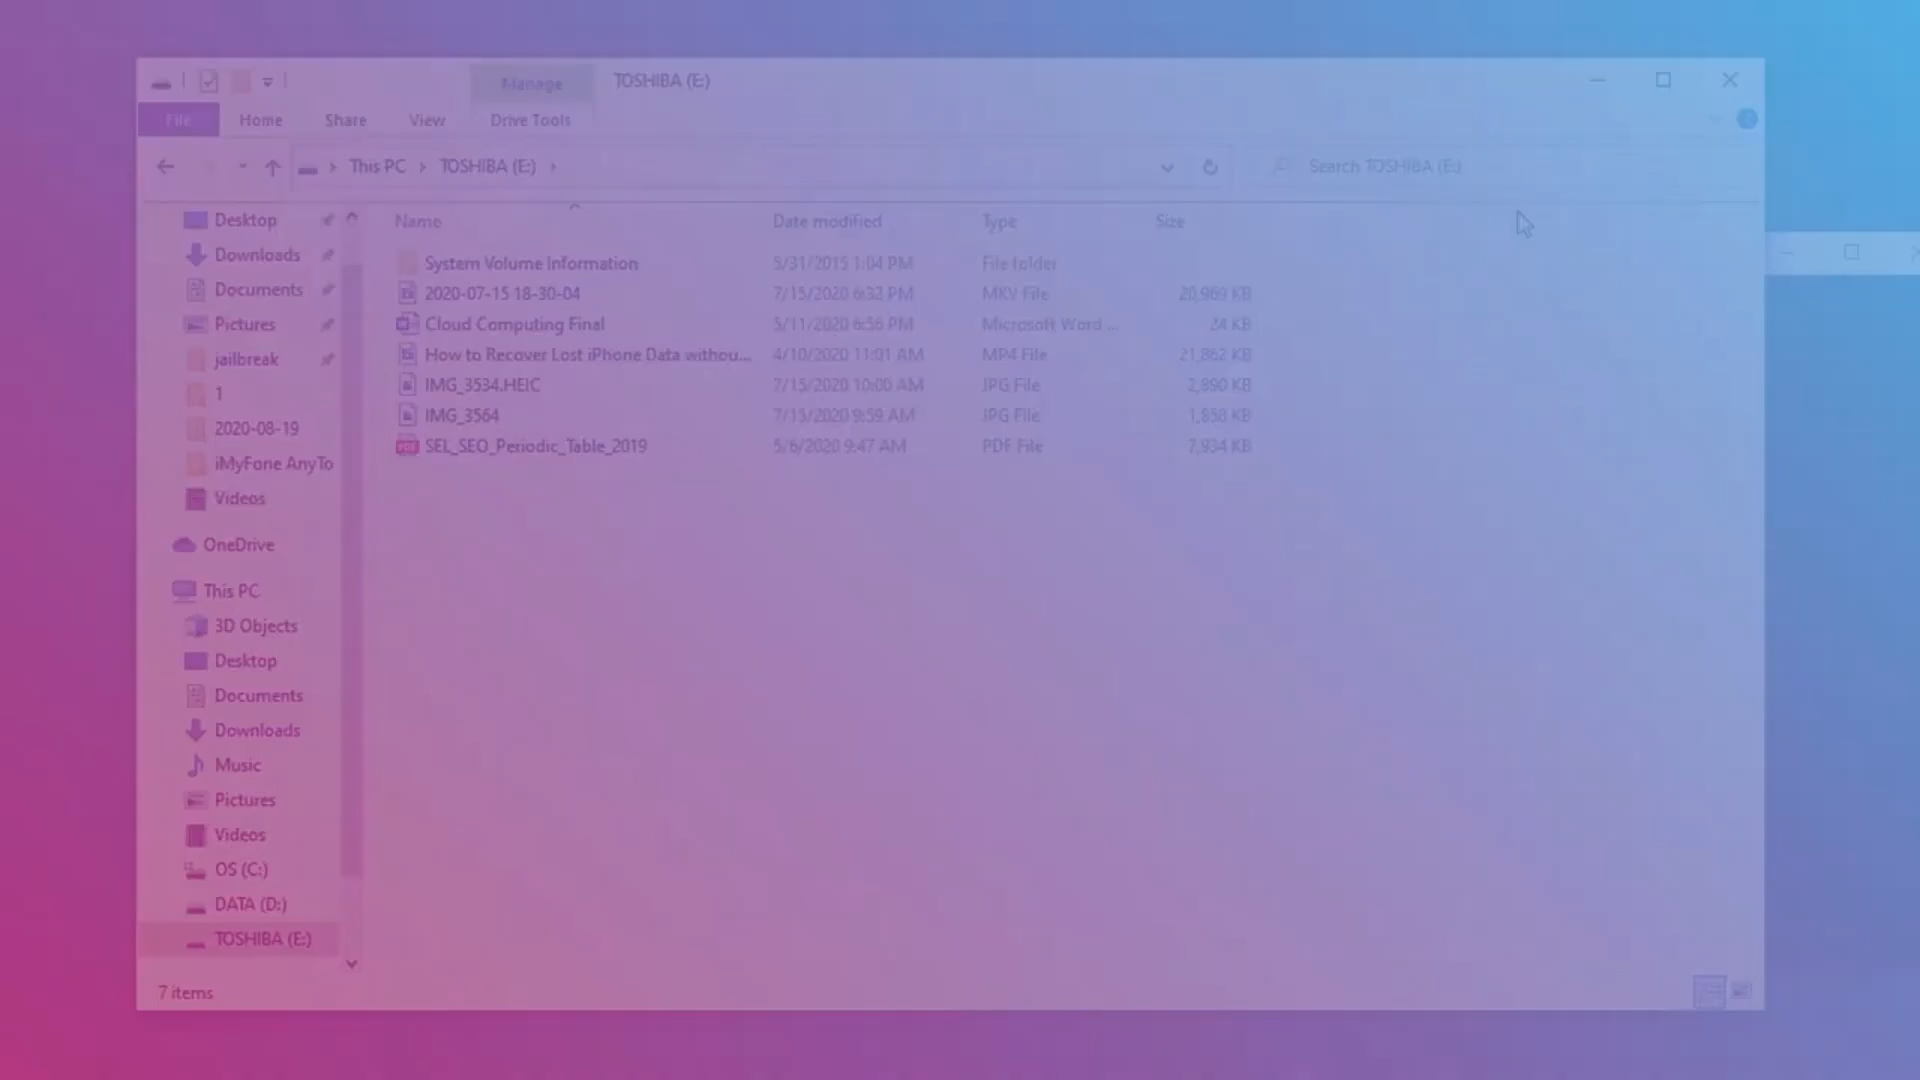 Manage TOSHIBA (E:)
File Home Share View Drive Tools
This PC TOSHIBA (E:) Search TOSHIBA (E:)
Desktop
Downloads
Documents
Pictures
jailbreak
1
2020-08-19
iMyFone AnyTo
Videos
OneDrive
This PC
3D Objects
Desktop
Documents
Downloads
Music
Pictures
Videos
OS (C:)
DATA (D:)
TOSHIBA (E:)
Name Date modified Type Size
System Volume Information 5/31/2015 1:04 PM File folder
2020-07-15 18-30-04 7/15/2020 6:32 PM MKV File 20,969 KB
Cloud Computing Final 5/11/2020 6:56 PM Microsoft Word ... 24 KB
How to Recover Lost iPhone Data withou... 4/10/2020 11:01 AM MP4 File 21,862 KB
IMG_3534.HEIC 7/15/2020 10:00 AM JPG File 2,890 KB
IMG_3564 7/15/2020 9:59 AM JPG File 1,858 KB
SEL_SEO_Periodic_Table_2019 5/6/2020 9:47 AM PDF File 7,934 KB
7 items